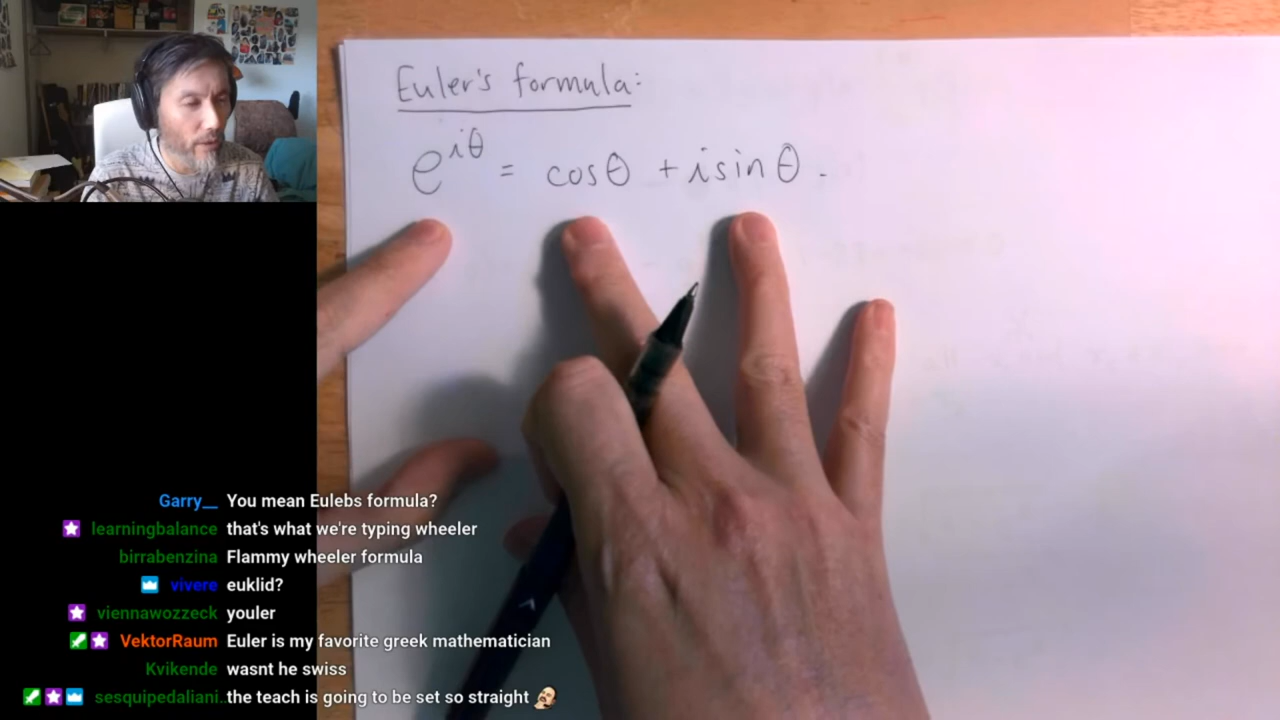 Euler's formula:
e^{iθ} = cosθ + i sin θ.
Garry__ You mean Eulebs formula?
learningbalance that's what we're typing wheeler
birrabenzina Flammy wheeler formula
vivere euklid?
viennawozzeck youler
VektorRaum Euler is my favorite greek mathematician
Kvikende wasnt he swiss
sesquipedaliani.. the teach is going to be set so straight